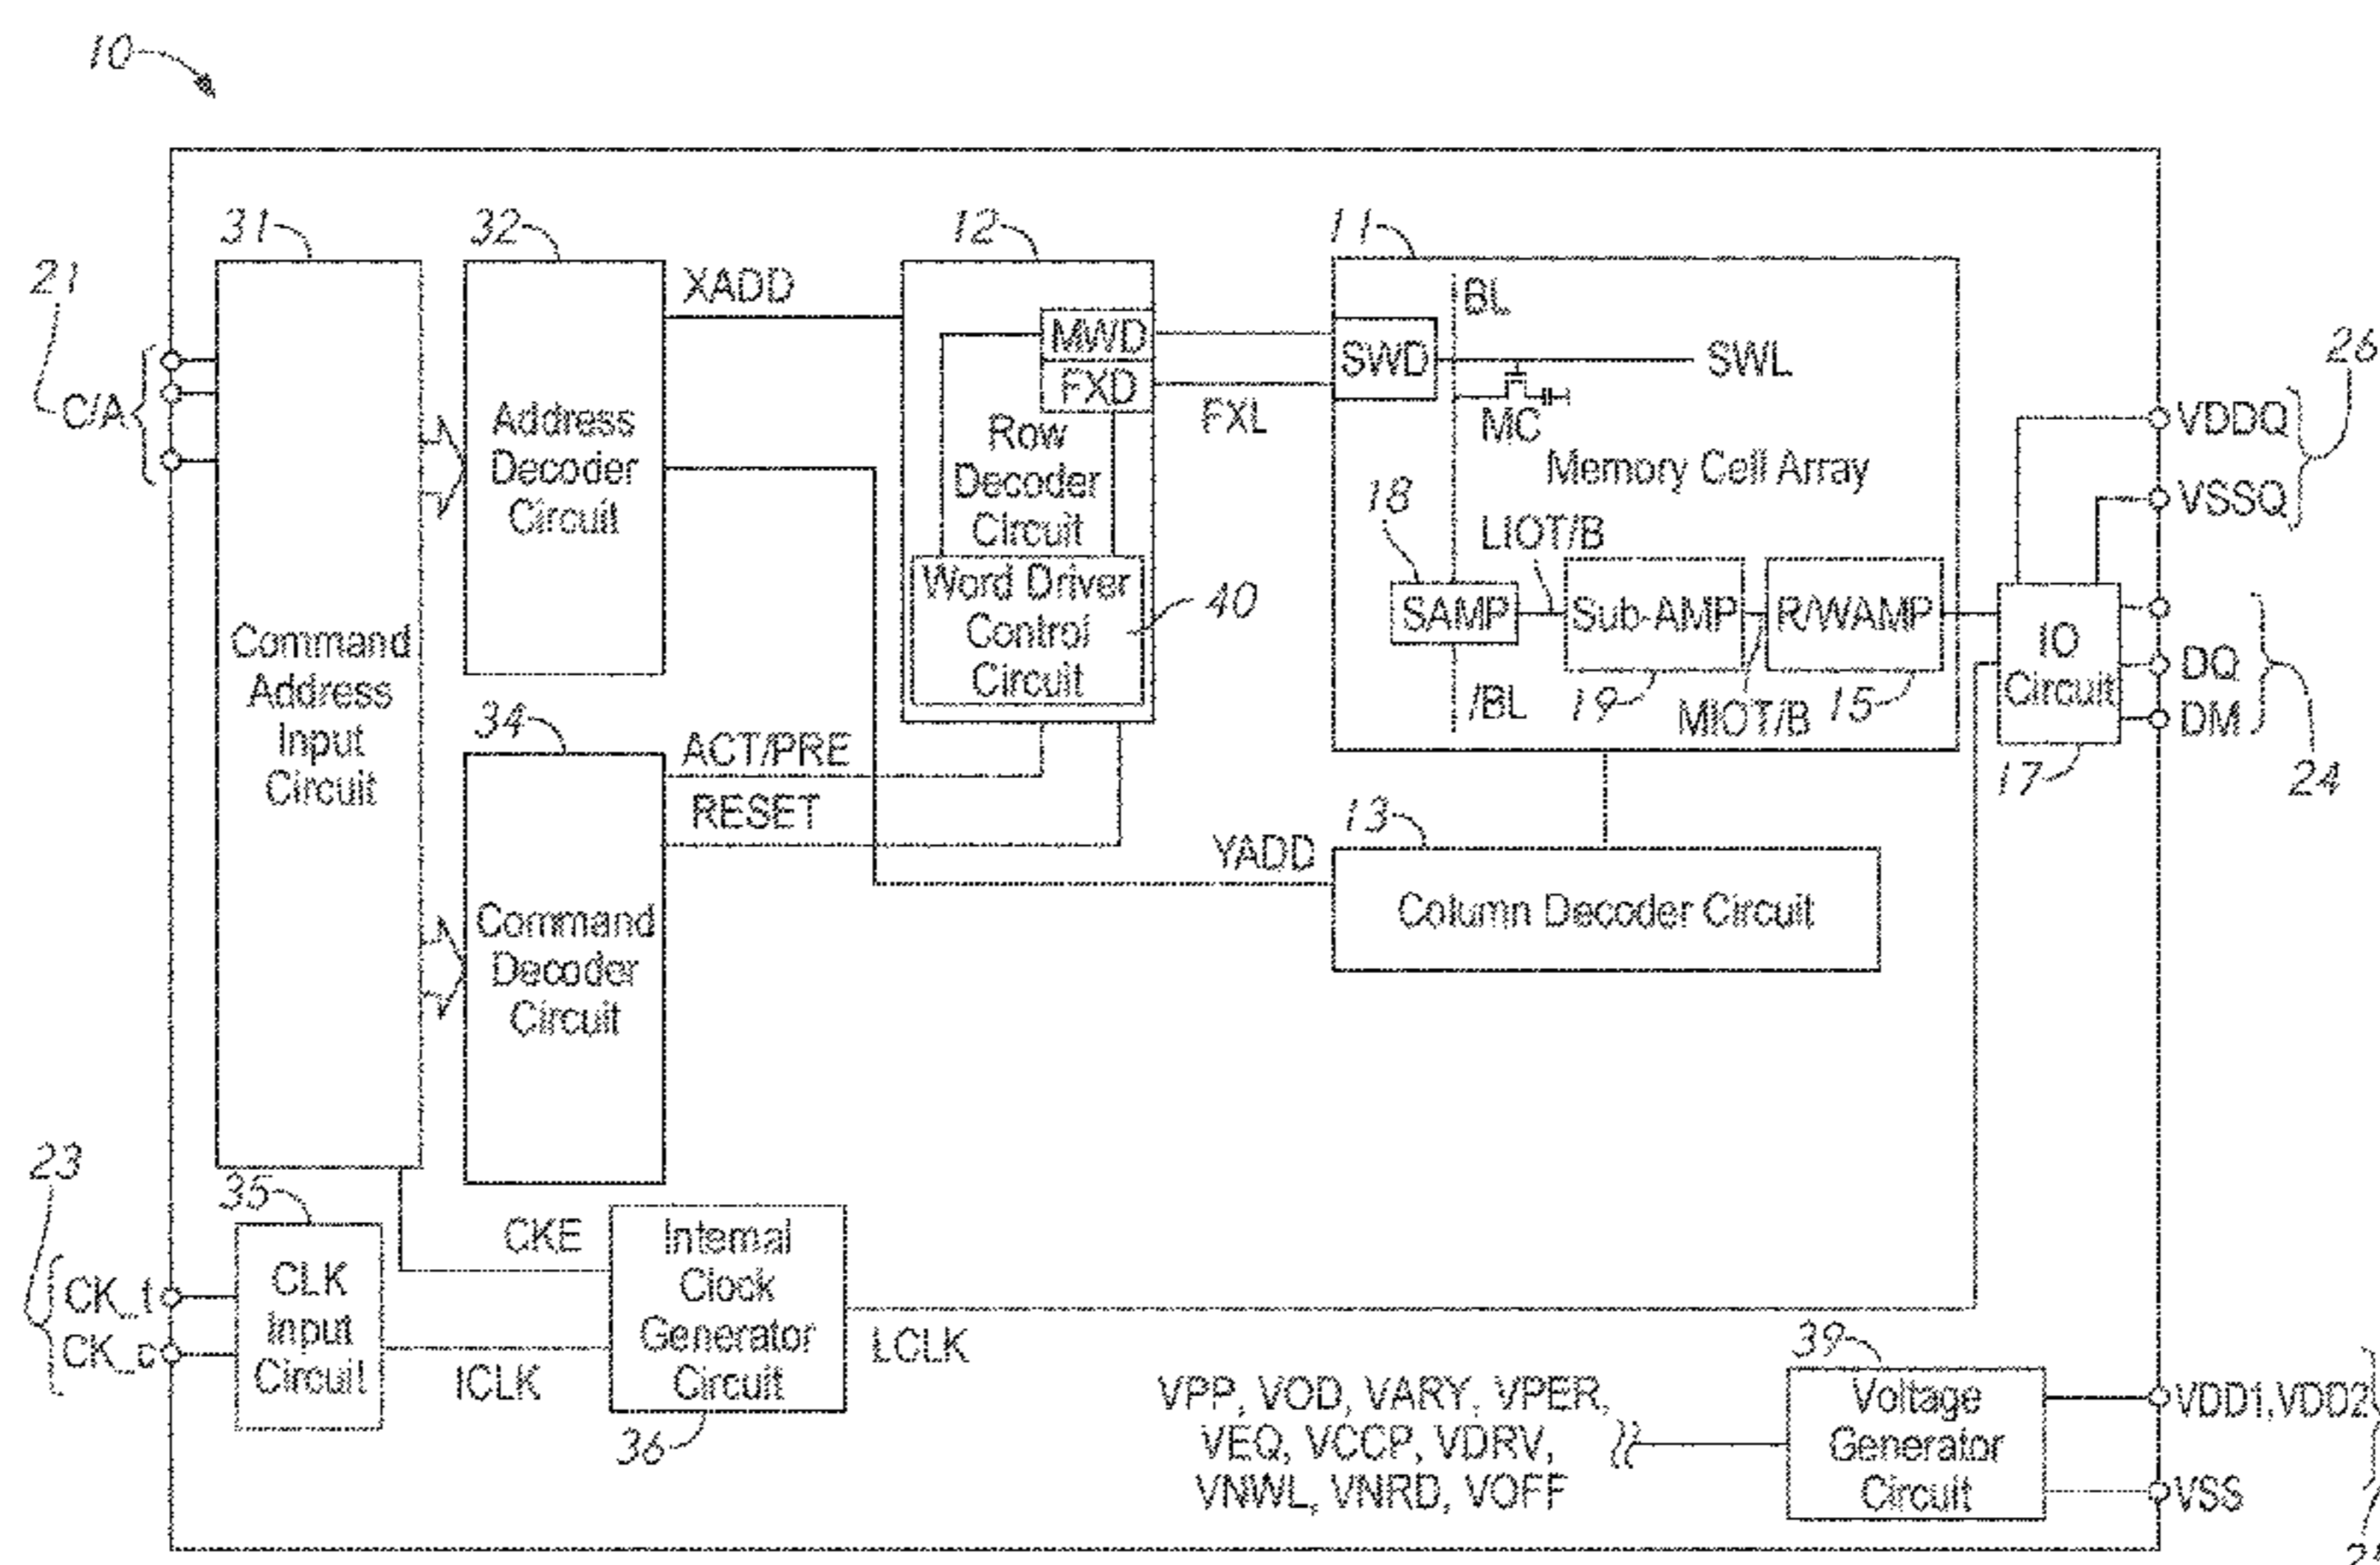 10
31
32
12
11
21
C/A
XADD
BL
MWD
FXD
SWD
SWL
FXL
MC
26
VDDQ
VSSQ
Address
Decoder
Circuit
Row
Decoder
Circuit
Memory Cell Array
18
LIOT/B
Word Driver
Control
Circuit
40
SAMP
Sub-AMP
R/WAMP
IO
Circuit
DQ
DM
24
Command
Address
Input
Circuit
/BL
19
MIOT/B
15
17
34
ACT/PRE
RESET
13
YADD
Column Decoder Circuit
Command
Decoder
Circuit
23
35
CK_t
CK_c
CLK
Input
Circuit
CKE
ICLK
Internal
Clock
Generator
Circuit
36
LCLK
39
VPP, VOD, VARY, VPER,
VEQ, VCCP, VDRV,
VNWL, VNRD, VOFF
Voltage
Generator
Circuit
VDD1,VDD2
VSS